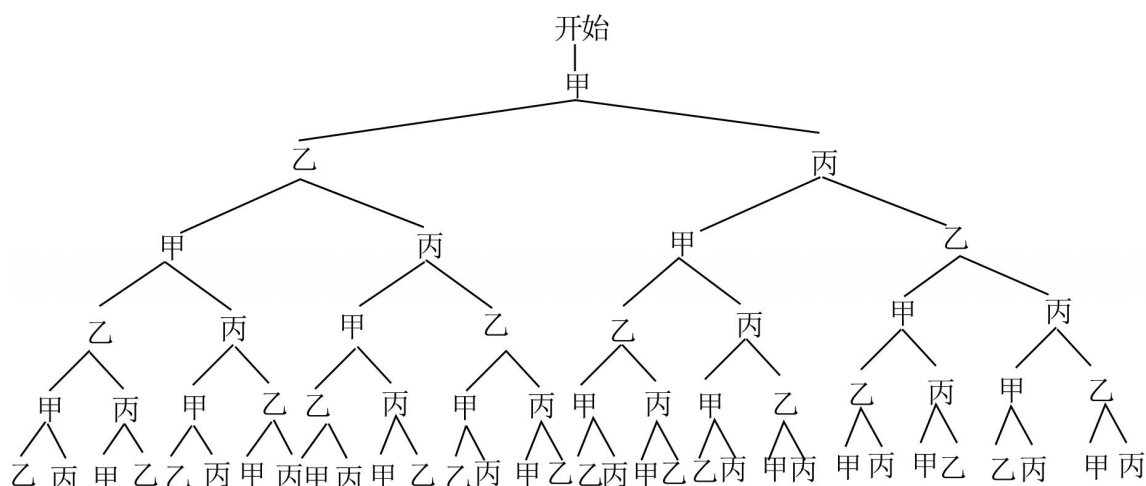 开始
甲
乙 丙
甲 丙 甲 乙
乙 丙 甲 乙 乙 丙 甲 丙
甲 丙 甲 乙 乙 丙 甲 丙 甲 丙 甲 乙 乙 丙 甲 乙
乙 丙 甲 乙 乙 丙 甲 丙 甲 丙 甲 乙 乙 丙 甲 乙 乙 丙 甲 乙 乙 丙 甲 丙 甲 丙 甲 乙 乙 丙 甲 丙